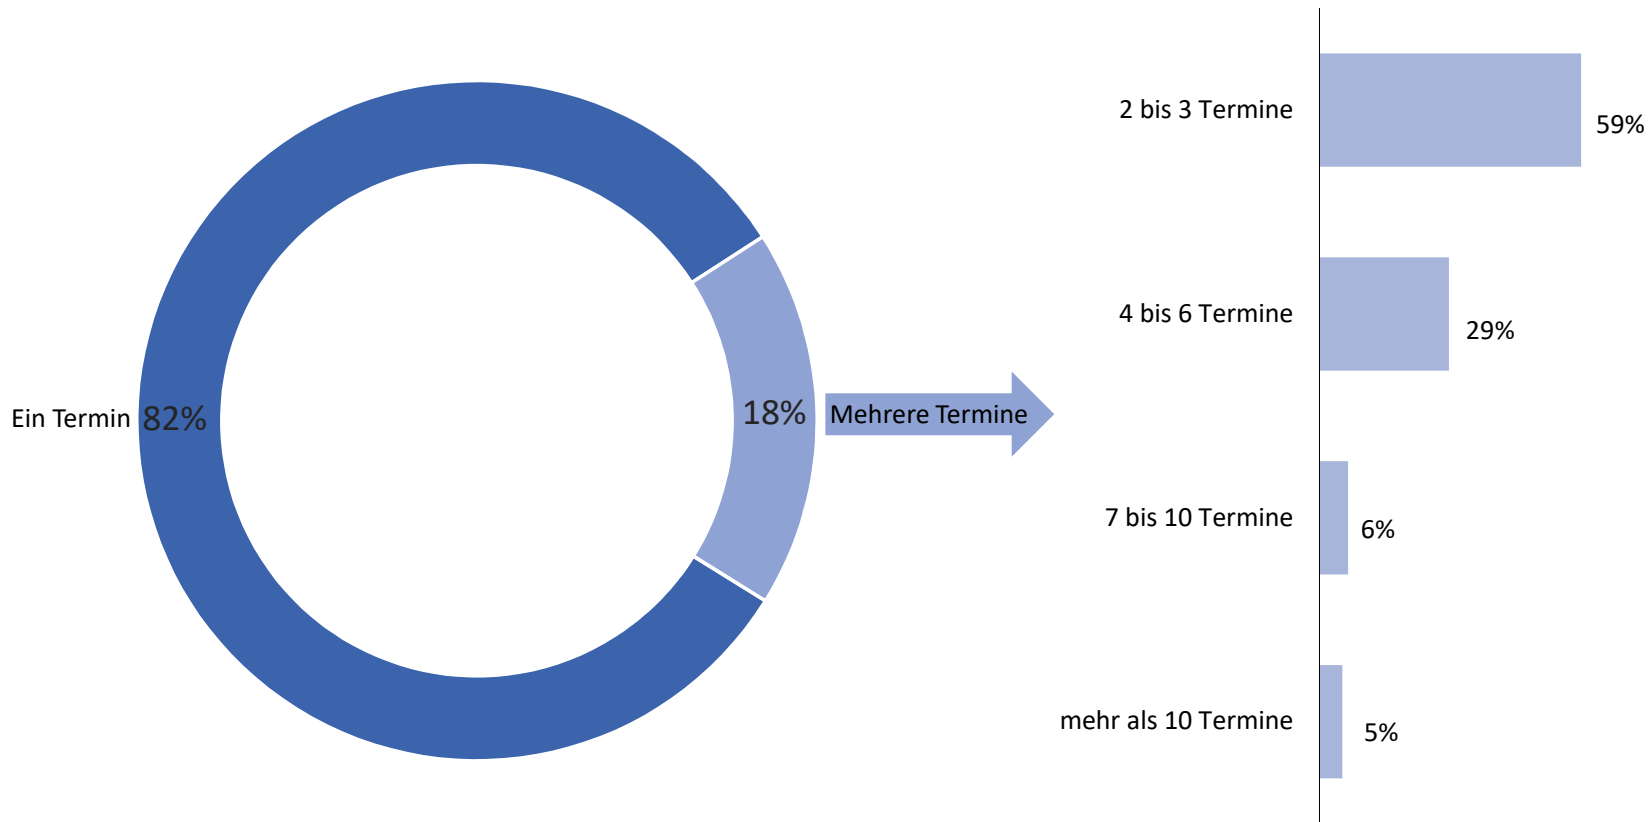 Ein Termin
82%
18%
Mehrere Termine
2 bis 3 Termine
59%
4 bis 6 Termine
29%
7 bis 10 Termine
6%
mehr als 10 Termine
5%